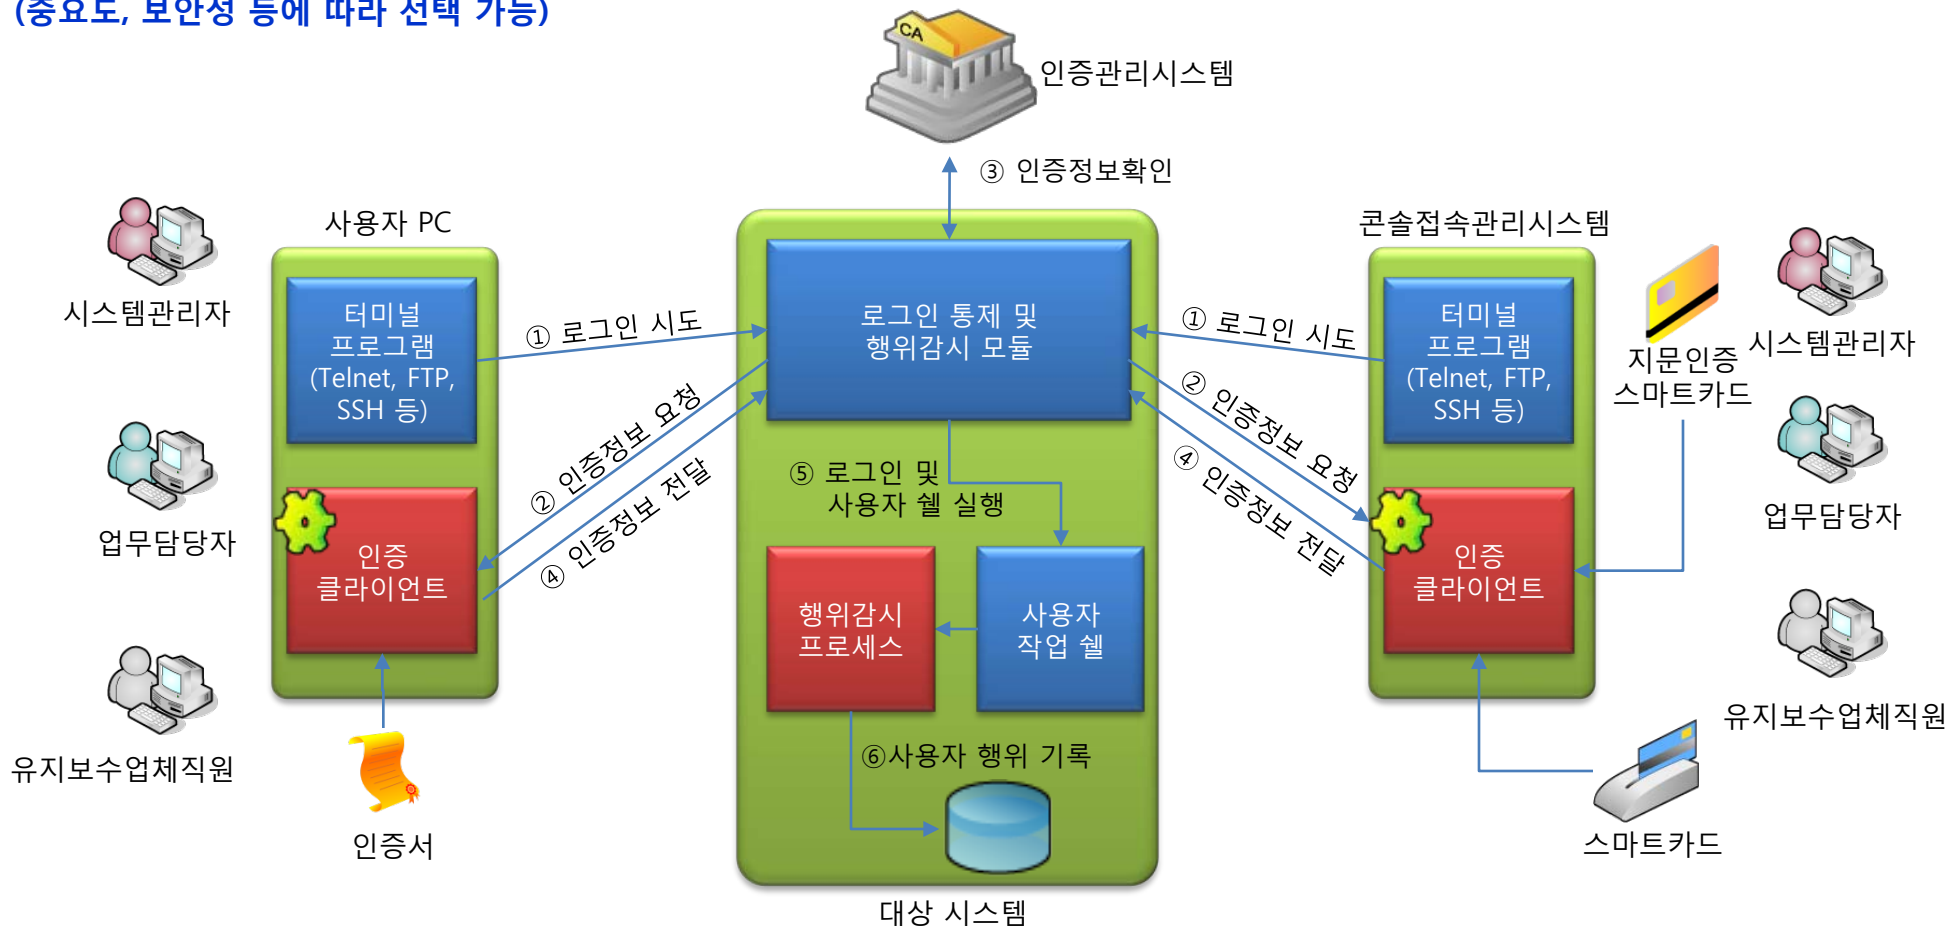 (중요도, 보안성 등에 따라 선택 가능)
CA
인증관리시스템
③ 인증정보확인
사용자 PC
콘솔접속관리시스템
시스템관리자
업무담당자
유지보수업체직원
터미널
프로그램
(Telnet, FTP,
SSH 등)
인증
클라이언트
인증서
① 로그인 시도
② 인증정보 요청
④ 인증정보 전달
로그인 통제 및
행위감시 모듈
⑤ 로그인 및
사용자 쉘 실행
행위감시
프로세스
사용자
작업 쉘
⑥사용자 행위 기록
대상 시스템
① 로그인 시도
② 인증정보 요청
④ 인증정보 전달
터미널
프로그램
(Telnet, FTP,
SSH 등)
인증
클라이언트
지문인증
스마트카드
스마트카드
시스템관리자
업무담당자
유지보수업체직원